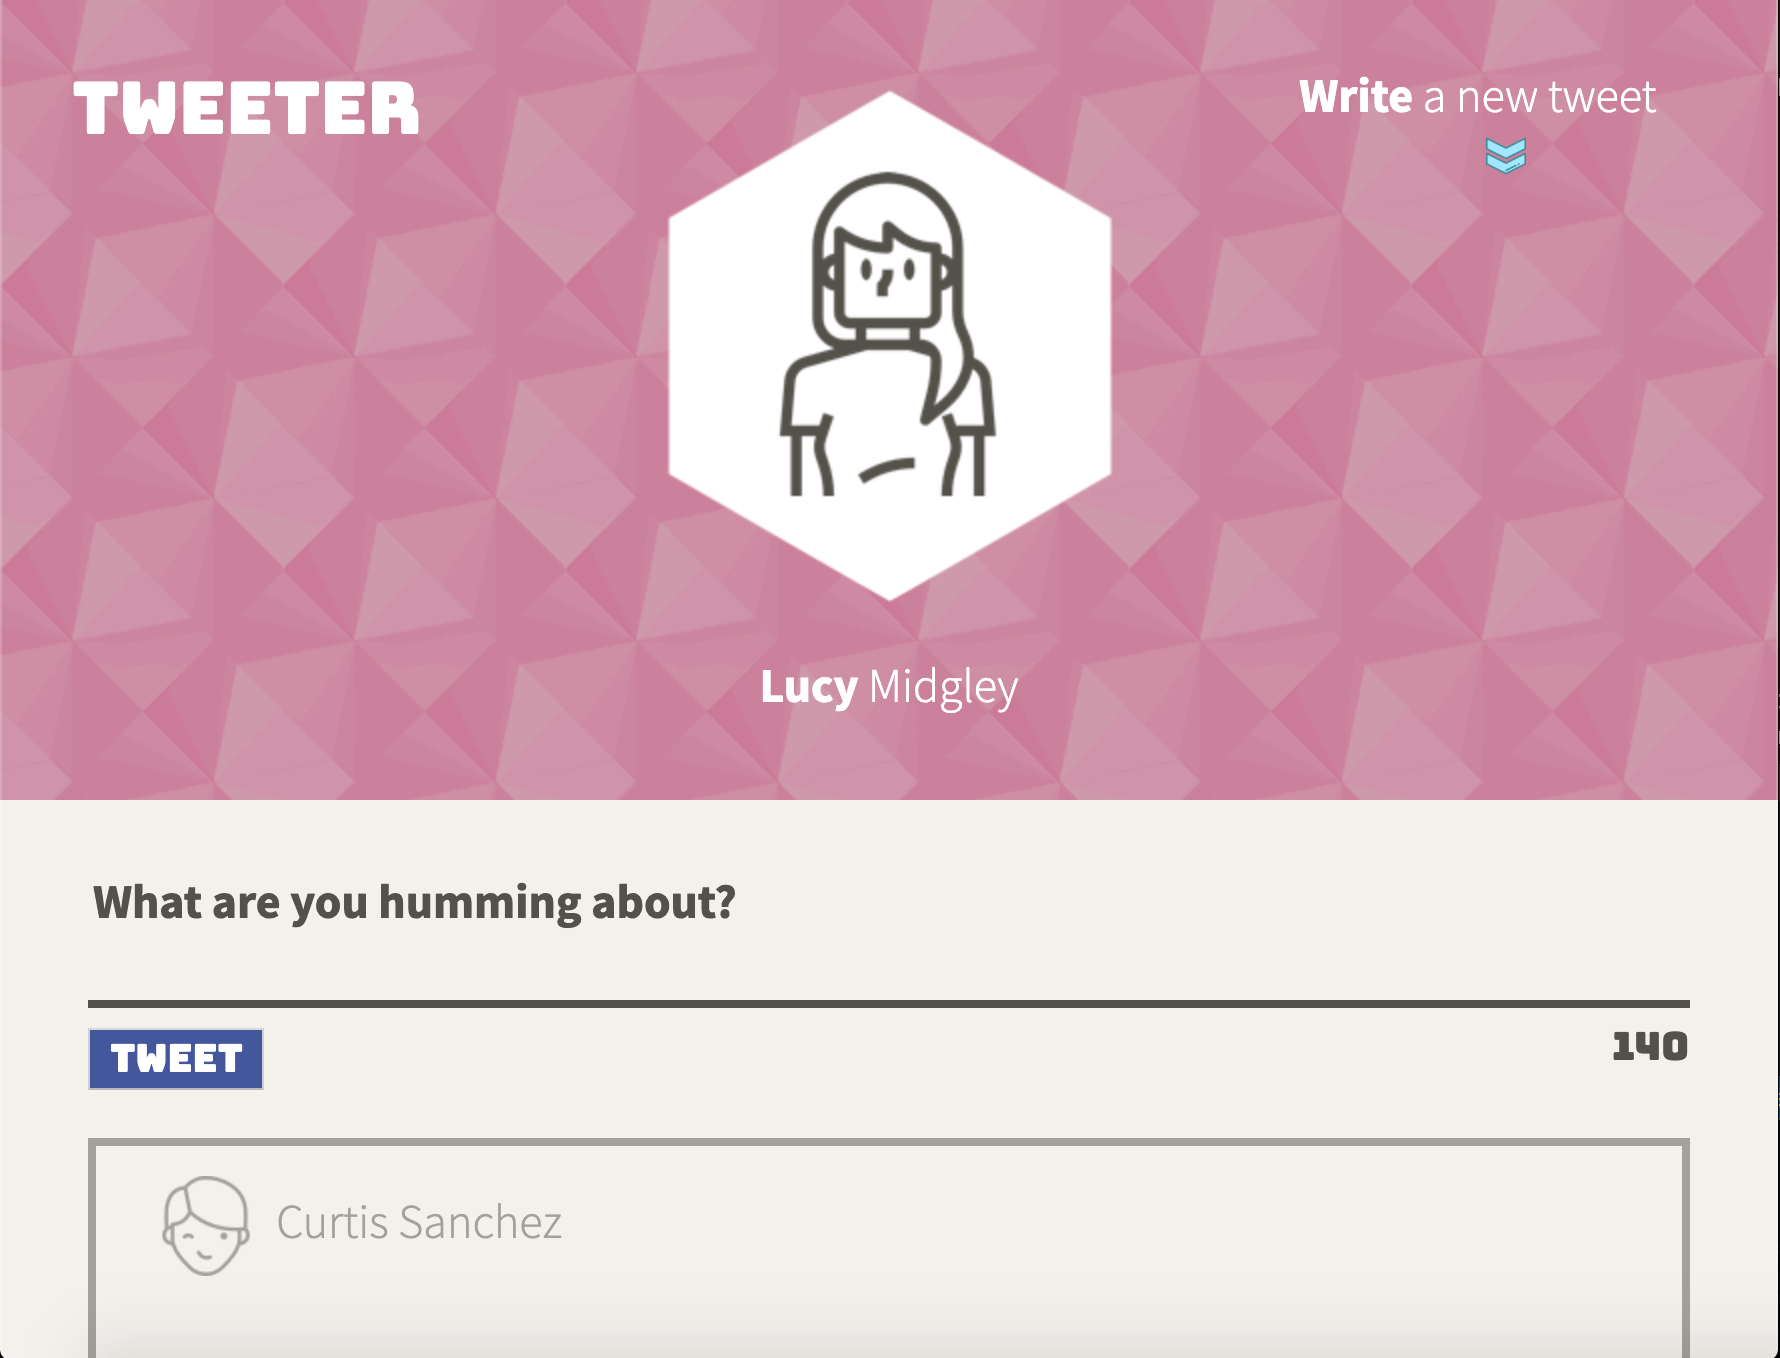 TWEETER
Write a new tweet
Lucy Midgley
What are you humming about?
TWEET
140
Curtis Sanchez